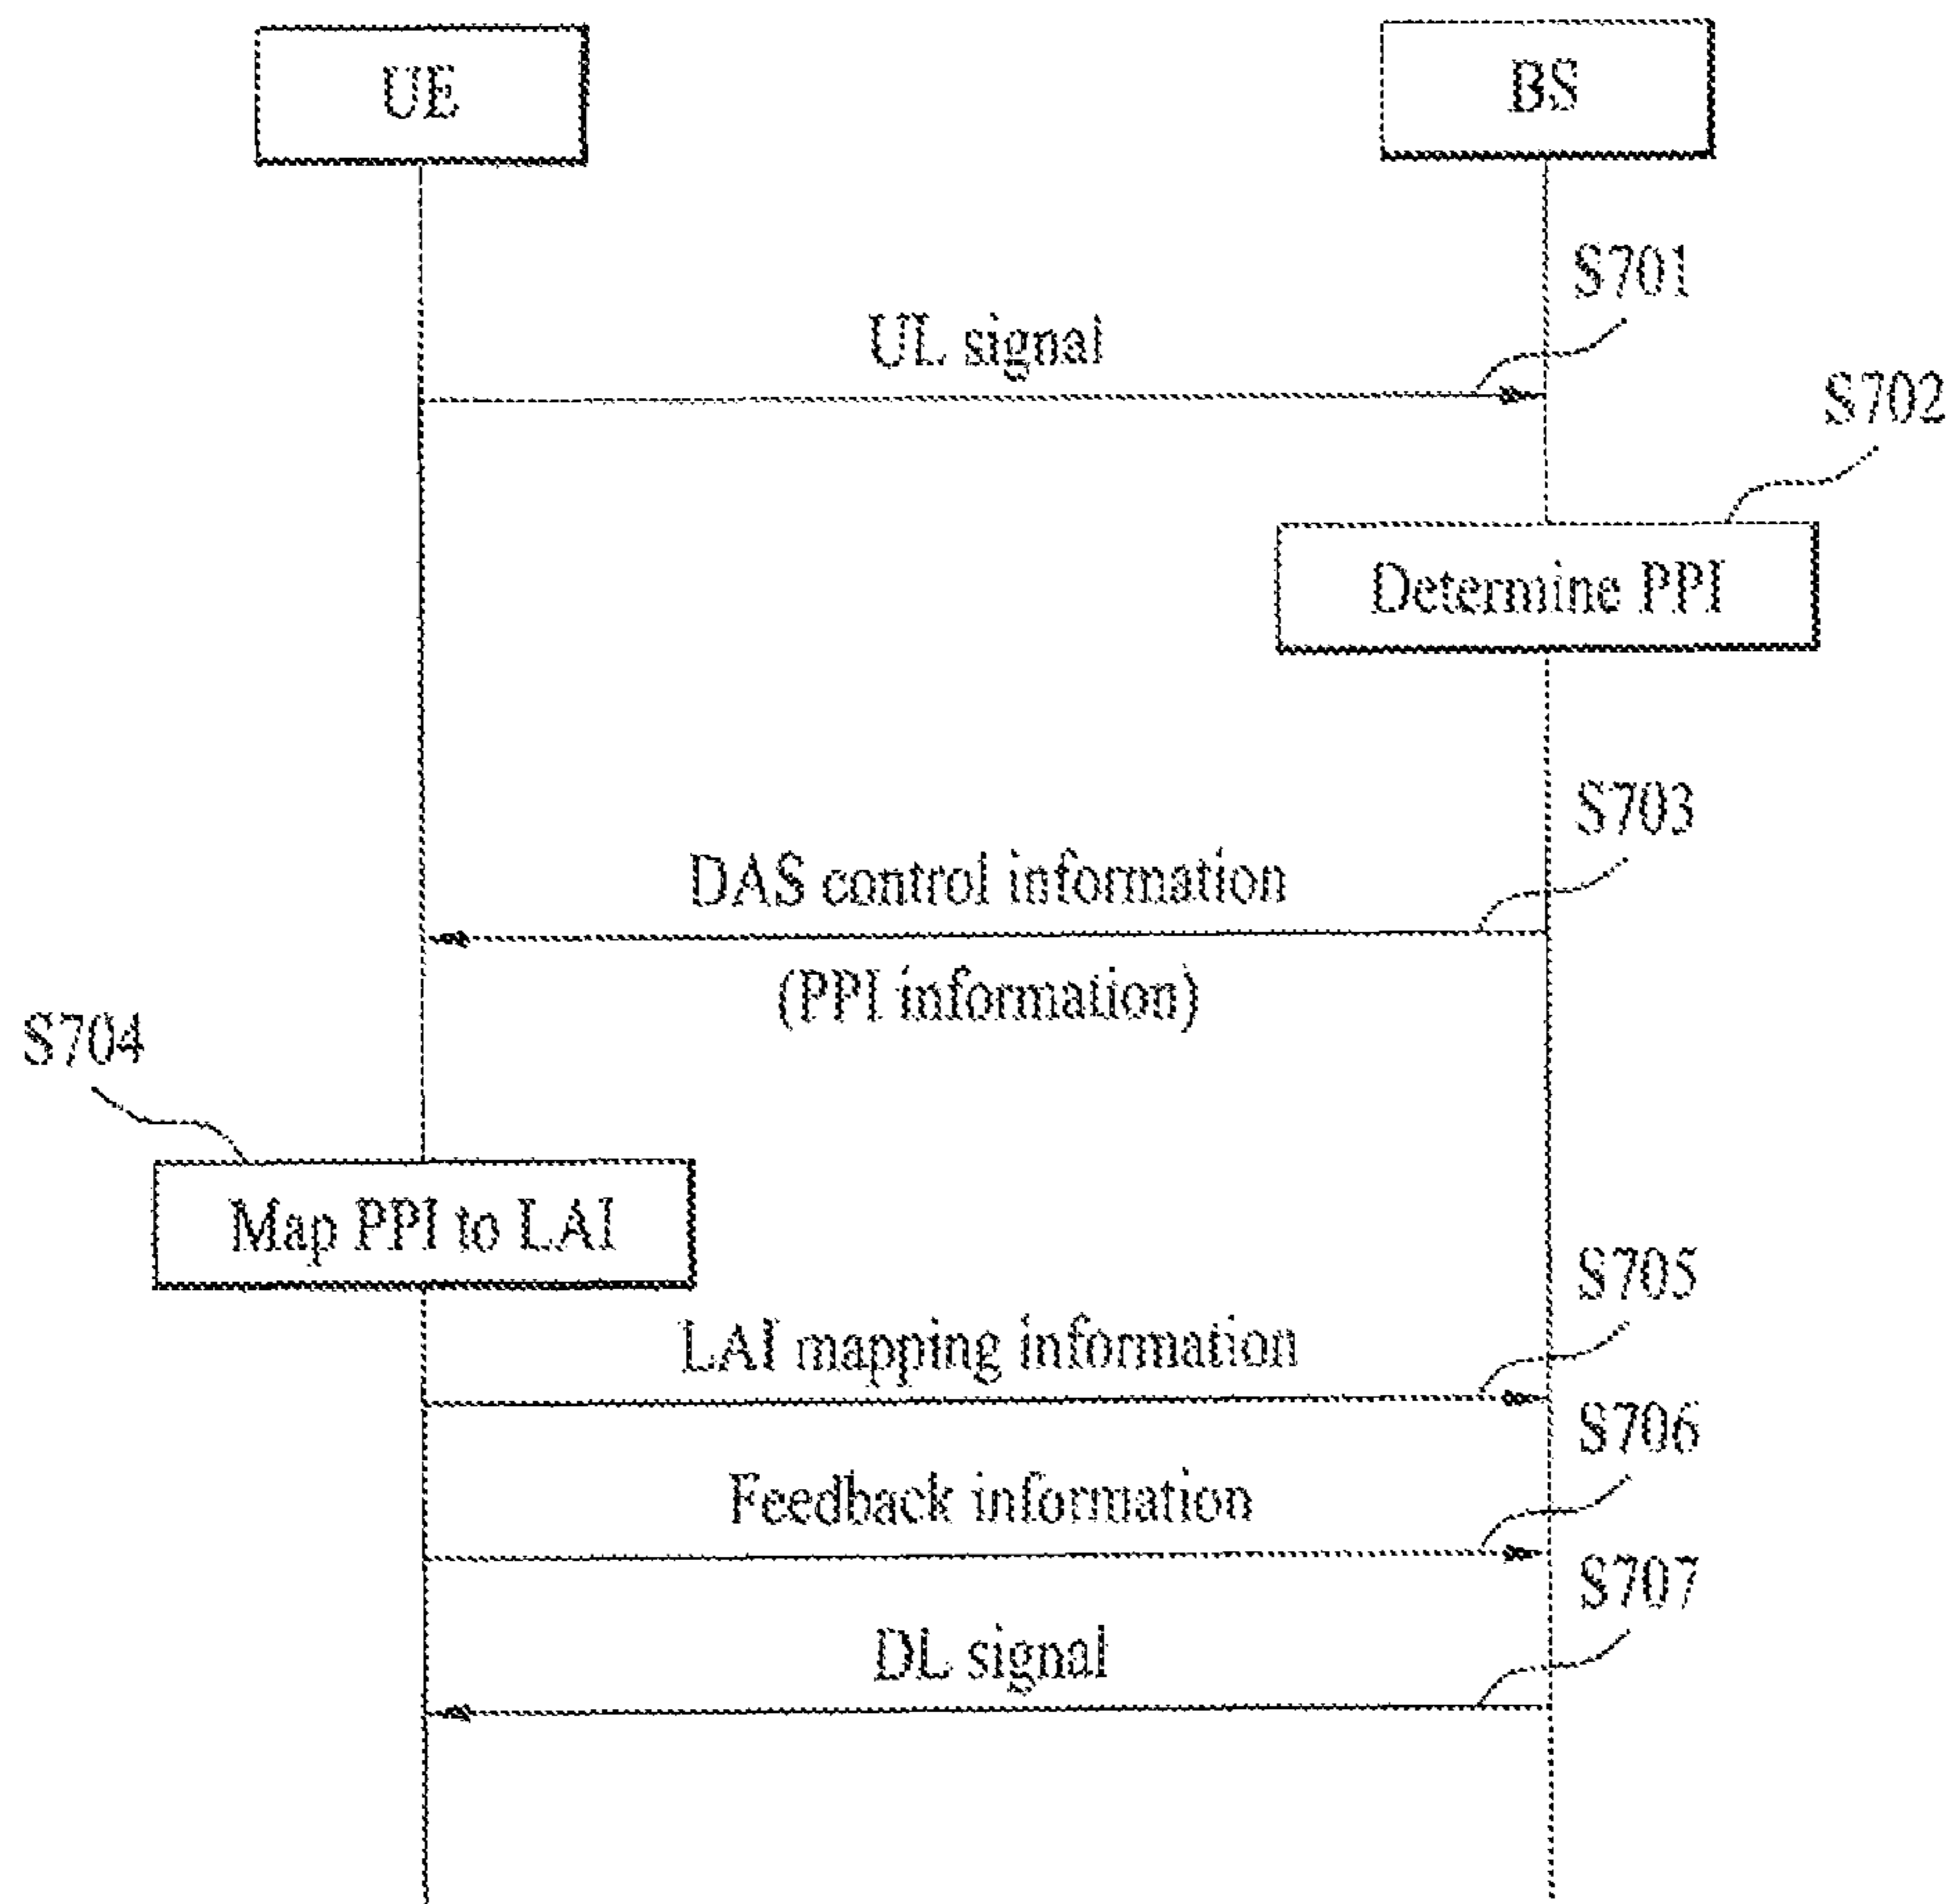 UE
BS
S701
UL signal
S702
Determine PPI
S703
DAS control information
(PPI information)
S704
Map PPI to LAI
S705
LAI mapping information
S706
Feedback information
S707
DL signal